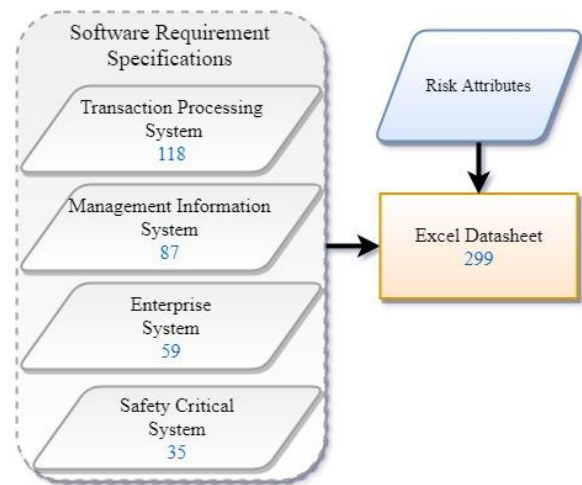 Software Requirement
Specifications
Transaction Processing
System
118
Management Information
System
87
Enterprise
System
59
Safety Critical
System
35
Risk Attributes
Excel Datasheet
299